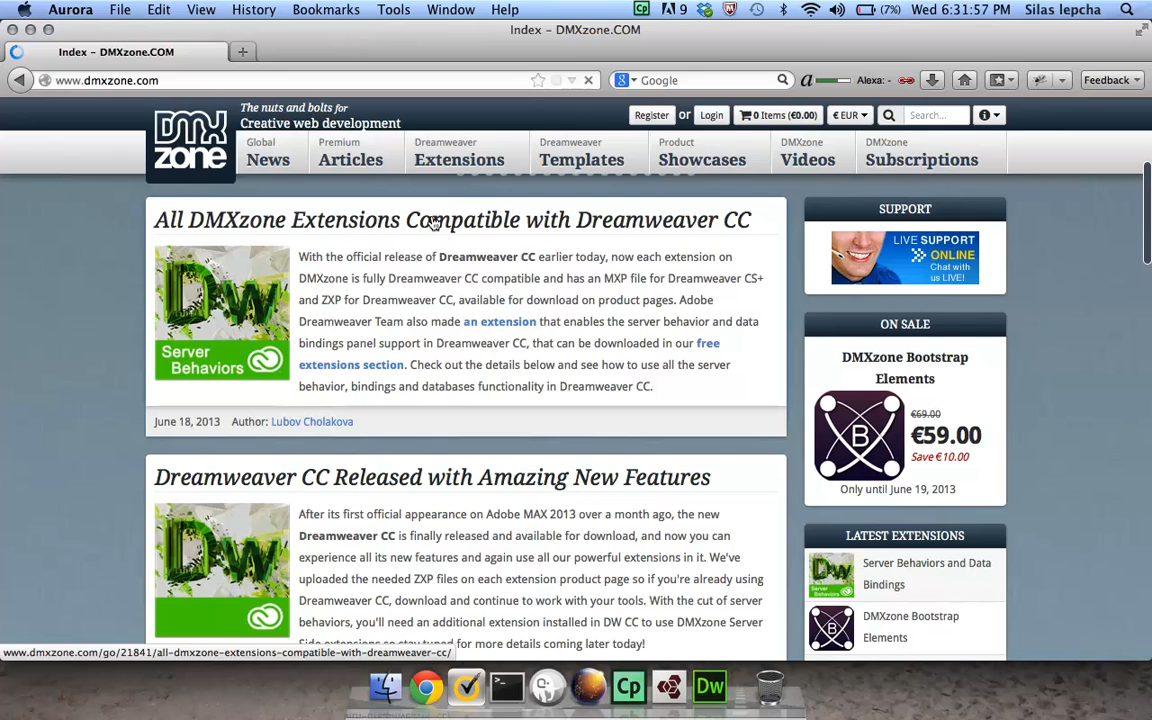 Aurora File Edit View History Bookmarks Tools Window Help
9 (7%) Wed 6:31:57 PM Silas lepcha
Index – DMXzone.COM
Index – DMXzone.COM
www.dmxzone.com
Google
Alexa: Feedback
The nuts and bolts for
Creative web development
DMX
zone
Register or Login 0 Items (€0.00) € EUR Search...
Global
News
Premium
Articles
Dreamweaver
Extensions
Dreamweaver
Templates
Product
Showcases
DMXzone
Videos
DMXzone
Subscriptions
All DMXzone Extensions Compatible with Dreamweaver CC
Dw
Server
Behaviors
With the official release of Dreamweaver CC earlier today, now each extension on
DMXzone is fully Dreamweaver CC compatible and has an MXP file for Dreamweaver CS+
and ZXP for Dreamweaver CC, available for download on product pages. Adobe
Dreamweaver Team also made an extension that enables the server behavior and data
bindings panel support in Dreamweaver CC, that can be downloaded in our free
extensions section. Check out the details below and see how to use all the server
behavior, bindings and databases functionality in Dreamweaver CC.
June 18, 2013 Author: Lubov Cholakova
Dreamweaver CC Released with Amazing New Features
Dw
After its first official appearance on Adobe MAX 2013 over a month ago, the new
Dreamweaver CC is finally released and available for download, and now you can
experience all its new features and again use all our powerful extensions in it. We've
uploaded the needed ZXP files on each extension product page so if you're already using
Dreamweaver CC, download and continue to work with your tools. With the cut of server
behaviors, you'll need an additional extension installed in DW CC to use DMXzone Server
Side extensions so stay tuned for more details coming later today!
SUPPORT
LIVE SUPPORT
ONLINE
Chat with
us LIVE!
ON SALE
DMXzone Bootstrap
Elements
B
€69.00
€59.00
Save €10.00
Only until June 19, 2013
LATEST EXTENSIONS
Dw
Server Behaviors and Data
Bindings
DMXzone Bootstrap
Elements
www.dmxzone.com/go/21841/all-dmxzone-extensions-compatible-with-dreamweaver-cc/
Cp Dw